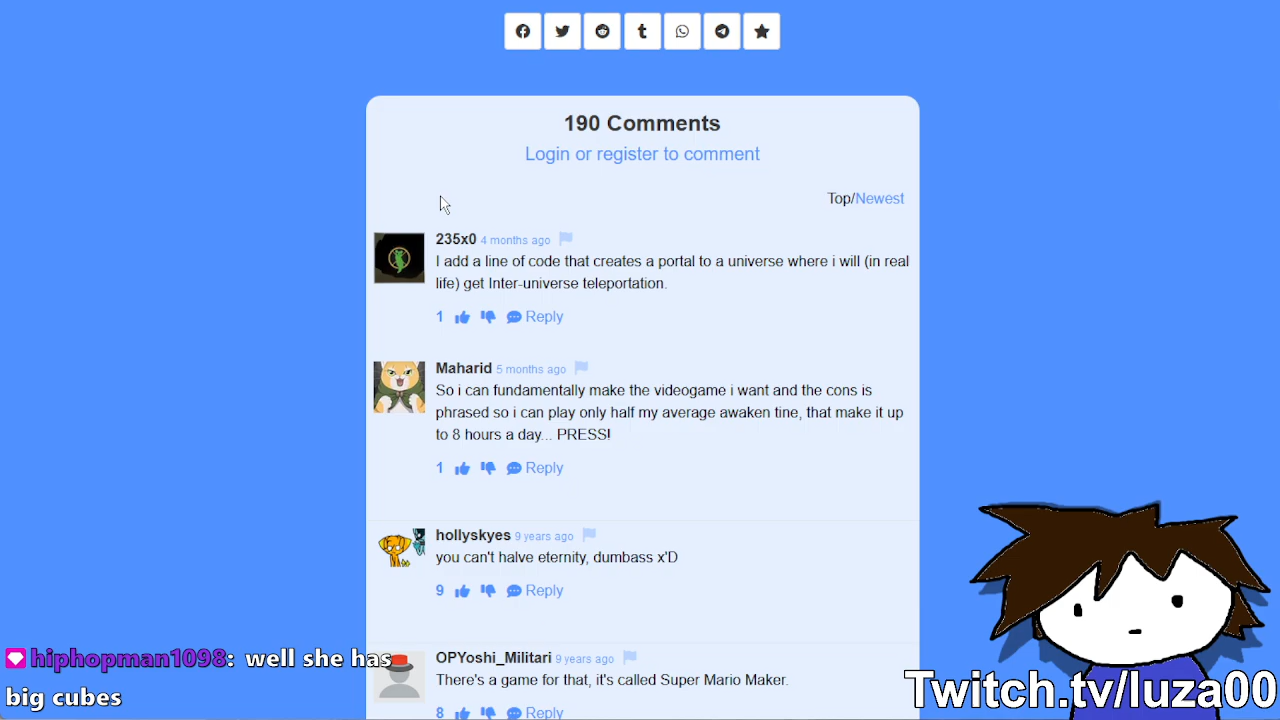 190 Comments
Login or register to comment
Top/Newest
235x0 4 months ago
I add a line of code that creates a portal to a universe where i will (in real
life) get Inter-universe teleportation.
1 Reply
Maharid 5 months ago
So i can fundamentally make the videogame i want and the cons is
phrased so i can play only half my average awaken tine, that make it up
to 8 hours a day... PRESS!
1 Reply
hollyskyes 9 years ago
you can't halve eternity, dumbass x'D
9 Reply
OPYoshi_Militari 9 years ago
There's a game for that, it's called Super Mario Maker.
8 Reply
hiphopman1098: well she has
big cubes
Twitch.tv/luza00